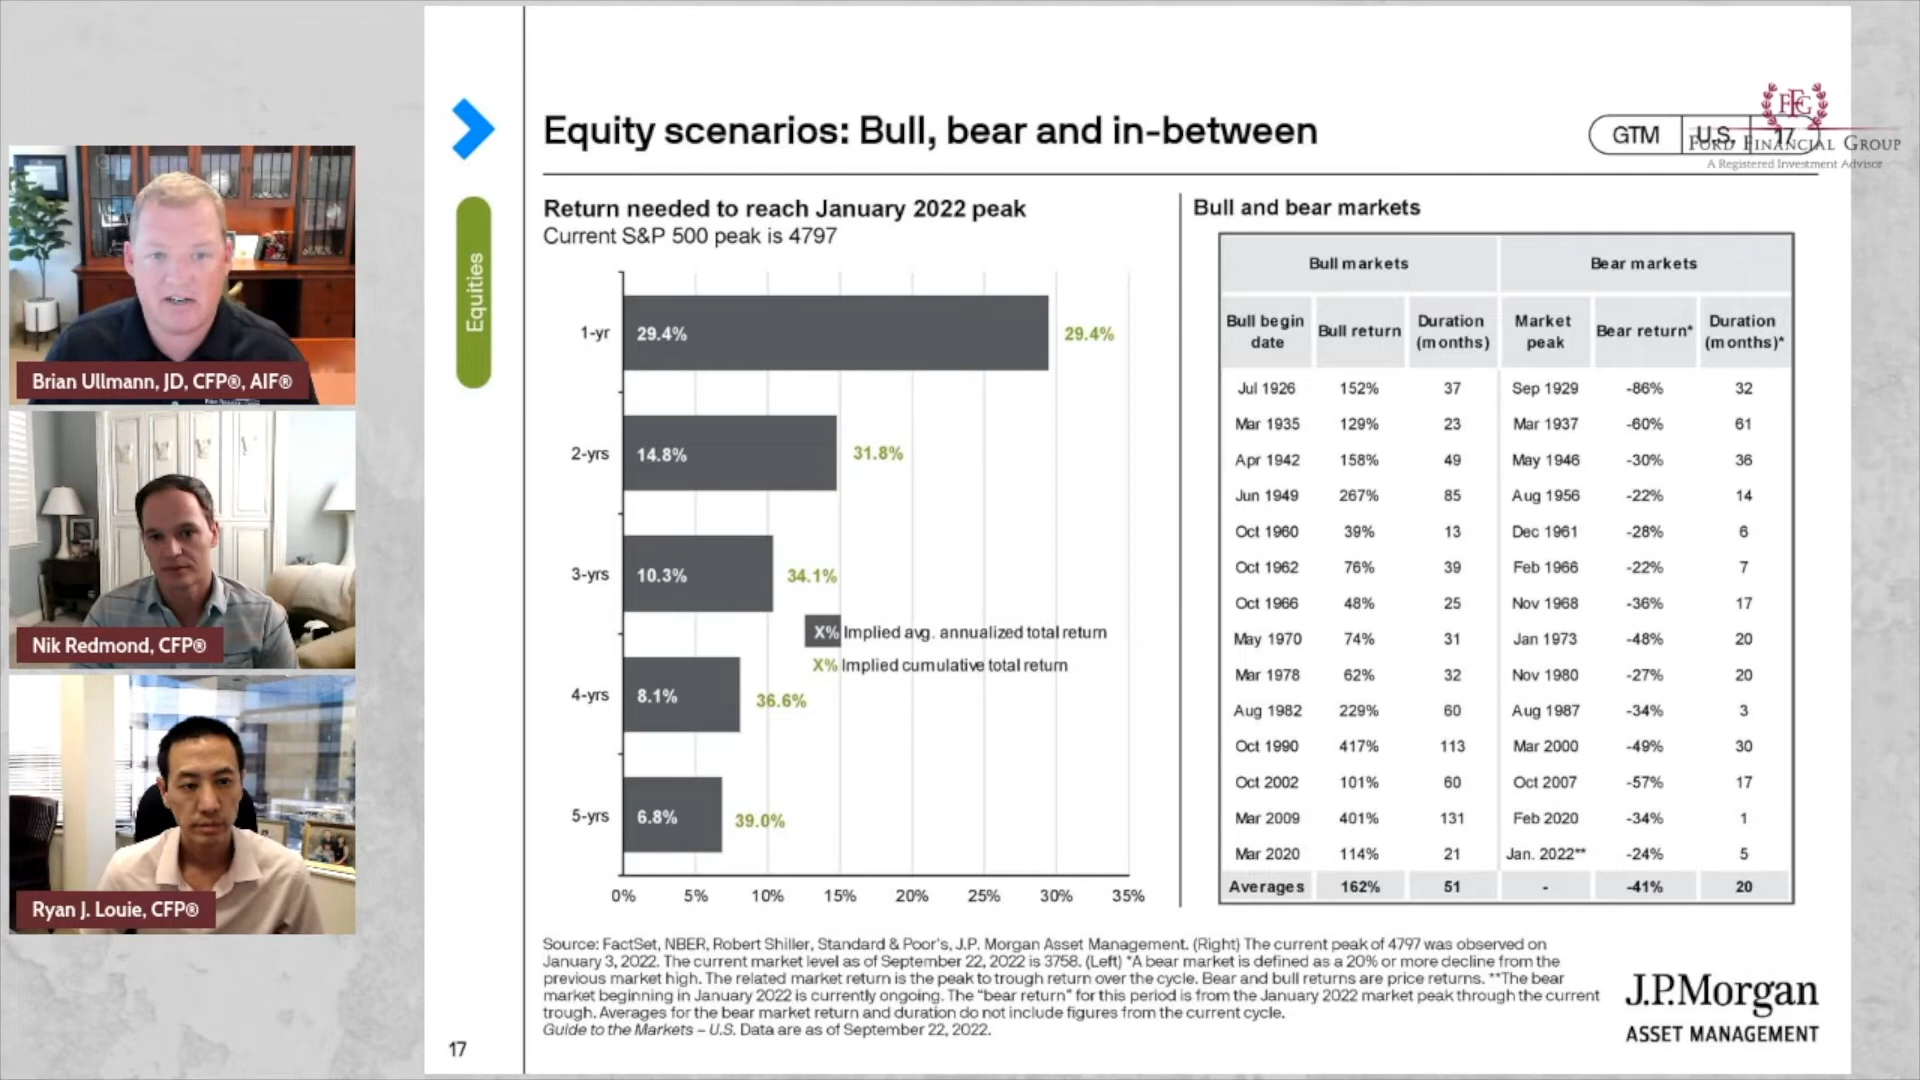 Equity scenarios: Bull, bear and in-between
GTM U.S. 17
FFG
FORD FINANCIAL GROUP
A Registered Investment Advisor
Equities
Return needed to reach January 2022 peak
Current S&P 500 peak is 4797
1-yr 29.4% 29.4%
2-yrs 14.8% 31.8%
3-yrs 10.3% 34.1%
X% Implied avg. annualized total return
X% Implied cumulative total return
4-yrs 8.1% 36.6%
5-yrs 6.8% 39.0%
0% 5% 10% 15% 20% 25% 30% 35%
Bull and bear markets
Bull markets Bear markets
Bull begin date Bull return Duration (months) Market peak Bear return* Duration (months)*
Jul 1926 152% 37 Sep 1929 -86% 32
Mar 1935 129% 23 Mar 1937 -60% 61
Apr 1942 158% 49 May 1946 -30% 36
Jun 1949 267% 85 Aug 1956 -22% 14
Oct 1960 39% 13 Dec 1961 -28% 6
Oct 1962 76% 39 Feb 1966 -22% 7
Oct 1966 48% 25 Nov 1968 -36% 17
May 1970 74% 31 Jan 1973 -48% 20
Mar 1978 62% 32 Nov 1980 -27% 20
Aug 1982 229% 60 Aug 1987 -34% 3
Oct 1990 417% 113 Mar 2000 -49% 30
Oct 2002 101% 60 Oct 2007 -57% 17
Mar 2009 401% 131 Feb 2020 -34% 1
Mar 2020 114% 21 Jan. 2022** -24% 5
Averages 162% 51 - -41% 20
Source: FactSet, NBER, Robert Shiller, Standard & Poor's, J.P. Morgan Asset Management. (Right) The current peak of 4797 was observed on
January 3, 2022. The current market level as of September 22, 2022 is 3758. (Left) *A bear market is defined as a 20% or more decline from the
previous market high. The related market return is the peak to trough return over the cycle. Bear and bull returns are price returns. **The bear
market beginning in January 2022 is currently ongoing. The "bear return" for this period is from the January 2022 market peak through the current
trough. Averages for the bear market return and duration do not include figures from the current cycle.
Guide to the Markets – U.S. Data are as of September 22, 2022.
J.P.Morgan
ASSET MANAGEMENT
17
Brian Ullmann, JD, CFP®, AIF®
Nik Redmond, CFP®
Ryan J. Louie, CFP®